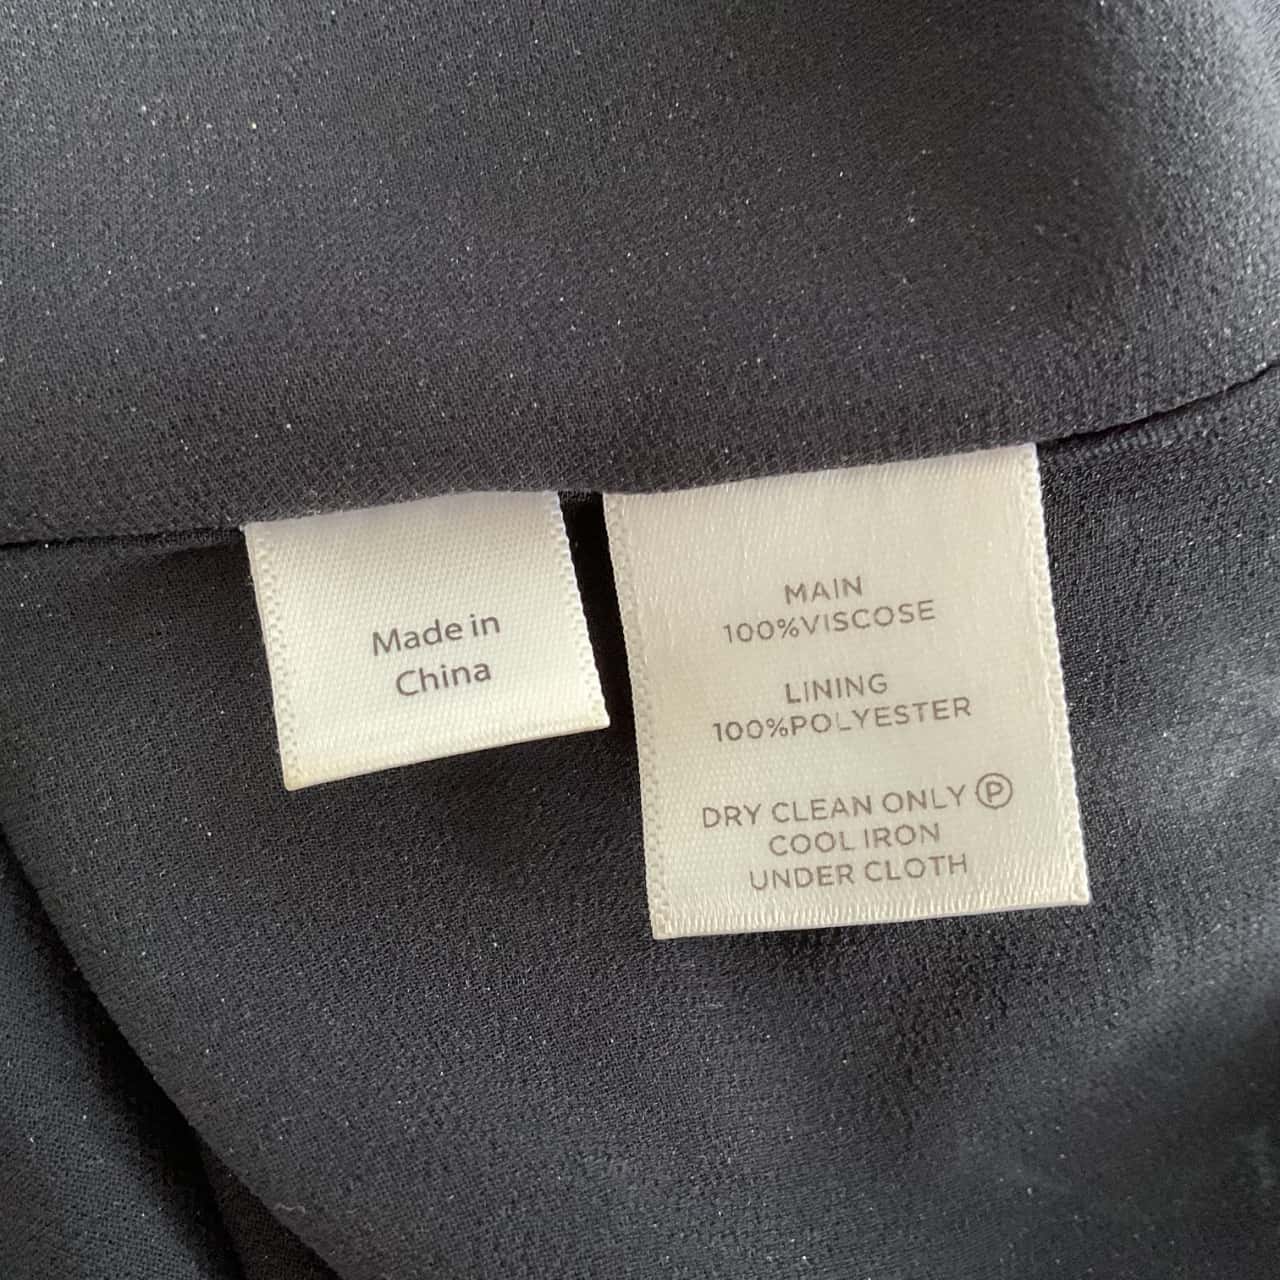 Made in
China
MAIN
100%VISCOSE
LINING
100%POLYESTER
DRY CLEAN ONLY Ⓟ
COOL IRON
UNDER CLOTH